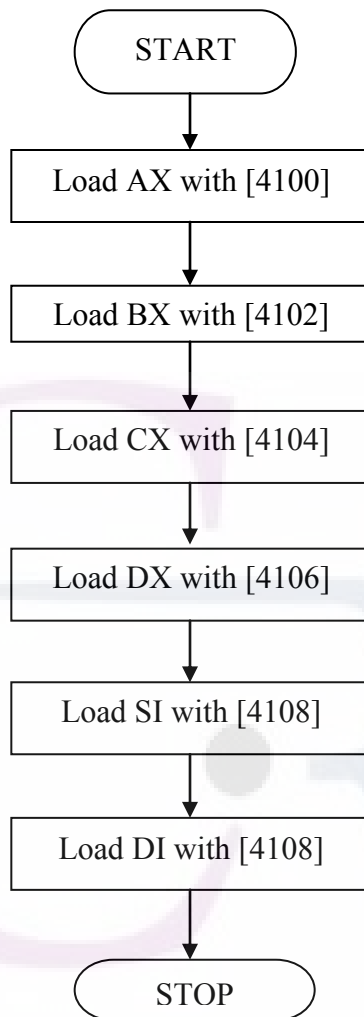 START
Load AX with [4100]
Load BX with [4102]
Load CX with [4104]
Load DX with [4106]
Load SI with [4108]
Load DI with [4108]
STOP